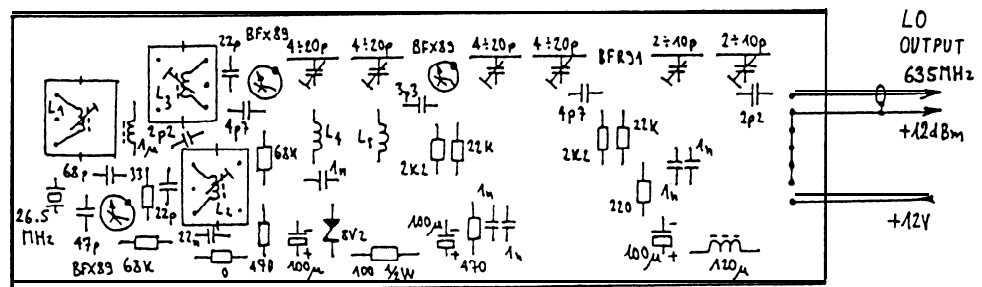 BFX89
22p
4÷20p
4÷20p
BFX89
4÷20p
4÷20p
BFR91
2÷10p
2÷10p
LO
OUTPUT
635MHz
+12dBm
+12V
L1
L3
2p2
1μ
4p7
3p3
4p7
2p2
68K
L4
L5
2K2
22K
2K2
22K
68p
33
22p
L2
1n
1n
1n
220
26.5
MHz
47p
BFX89
68K
22n
0
470
100μ
8V2
100 ½W
100μ
470
1n
100μ
120μ